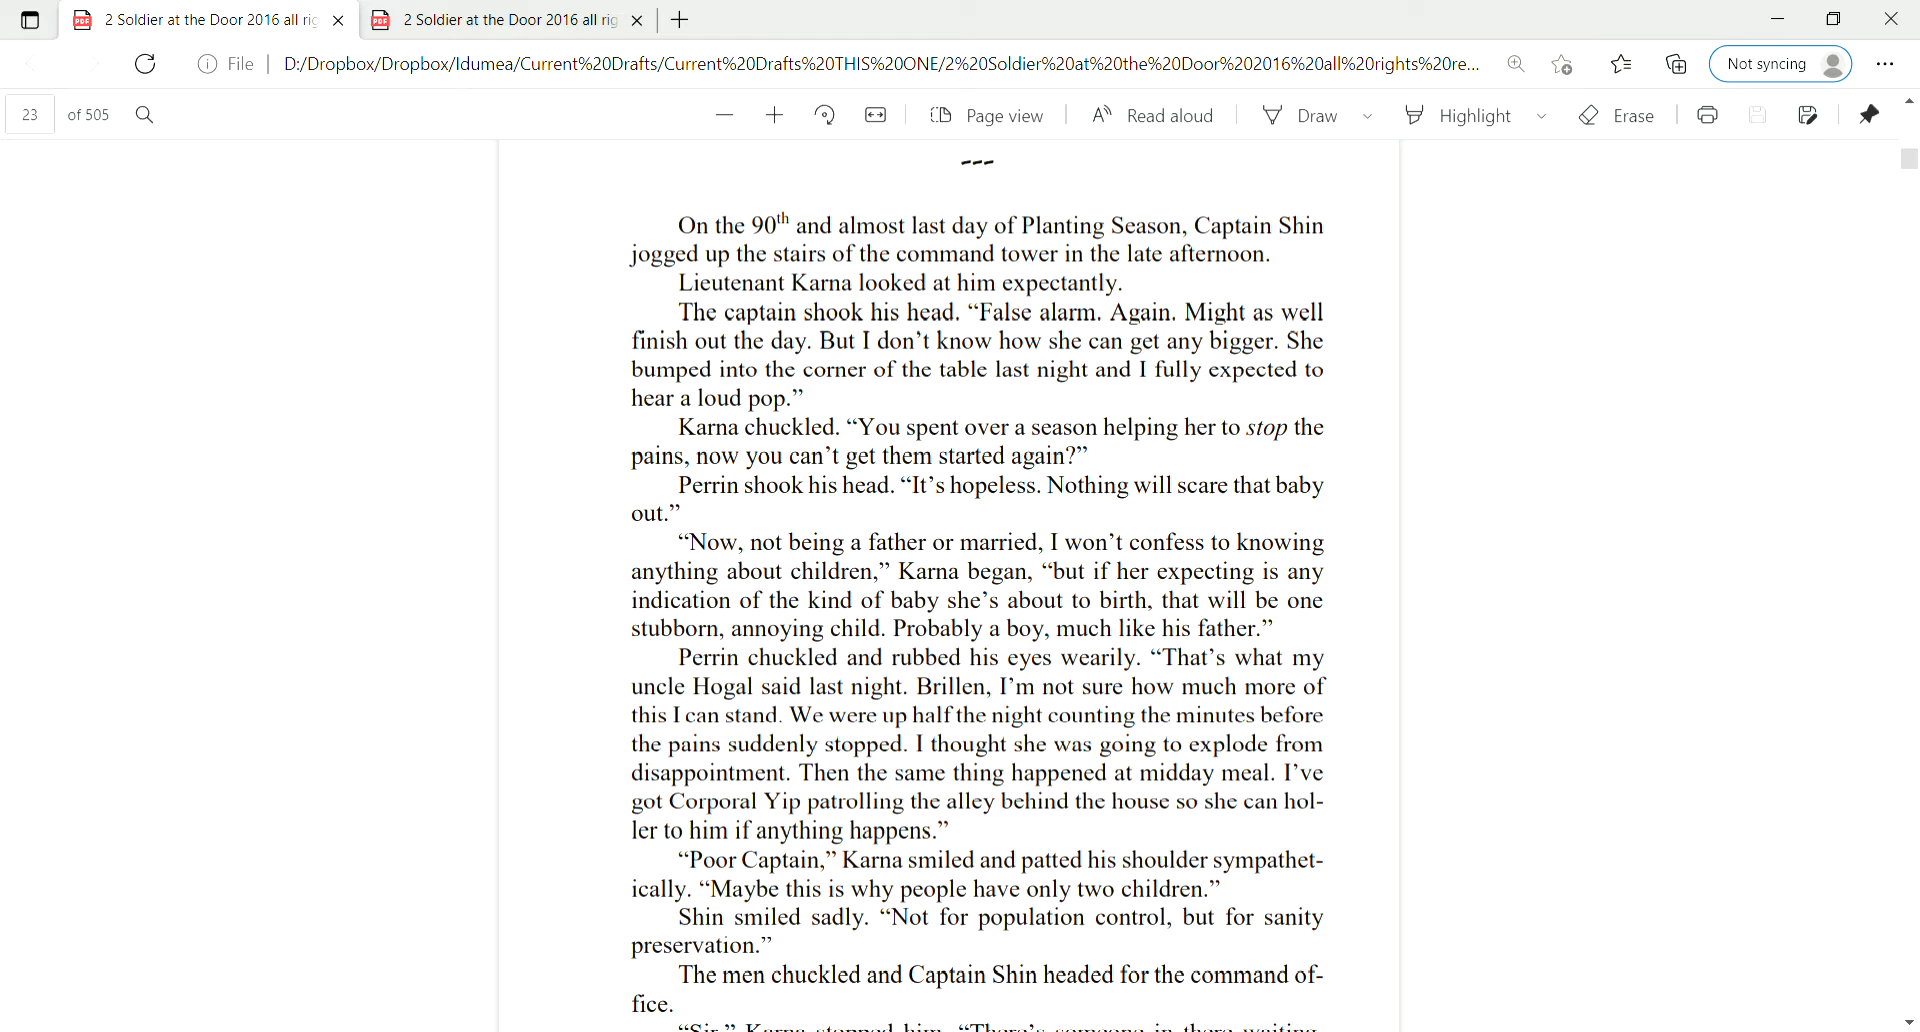 2 Soldier at the Door 2016 all rig
2 Soldier at the Door 2016 all rig
File
D:/Dropbox/Dropbox/Idumea/Current%20Drafts/Current%20Drafts%20THIS%20ONE/2%20Soldier%20at%20the%20Door%202016%20all%20rights%20re...
Not syncing
23 of 505
Page view
Read aloud
Draw
Highlight
Erase
---
On the 90th and almost last day of Planting Season, Captain Shin
jogged up the stairs of the command tower in the late afternoon.
Lieutenant Karna looked at him expectantly.
The captain shook his head. “False alarm. Again. Might as well
finish out the day. But I don’t know how she can get any bigger. She
bumped into the corner of the table last night and I fully expected to
hear a loud pop.”
Karna chuckled. “You spent over a season helping her to stop the
pains, now you can’t get them started again?”
Perrin shook his head. “It’s hopeless. Nothing will scare that baby
out.”
“Now, not being a father or married, I won’t confess to knowing
anything about children,” Karna began, “but if her expecting is any
indication of the kind of baby she’s about to birth, that will be one
stubborn, annoying child. Probably a boy, much like his father.”
Perrin chuckled and rubbed his eyes wearily. “That’s what my
uncle Hogal said last night. Brillen, I’m not sure how much more of
this I can stand. We were up half the night counting the minutes before
the pains suddenly stopped. I thought she was going to explode from
disappointment. Then the same thing happened at midday meal. I’ve
got Corporal Yip patrolling the alley behind the house so she can hol-
ler to him if anything happens.”
“Poor Captain,” Karna smiled and patted his shoulder sympathet-
ically. “Maybe this is why people have only two children.”
Shin smiled sadly. “Not for population control, but for sanity
preservation.”
The men chuckled and Captain Shin headed for the command of-
fice.
“Sir,” Karna stopped him. “There’s someone in there waiting